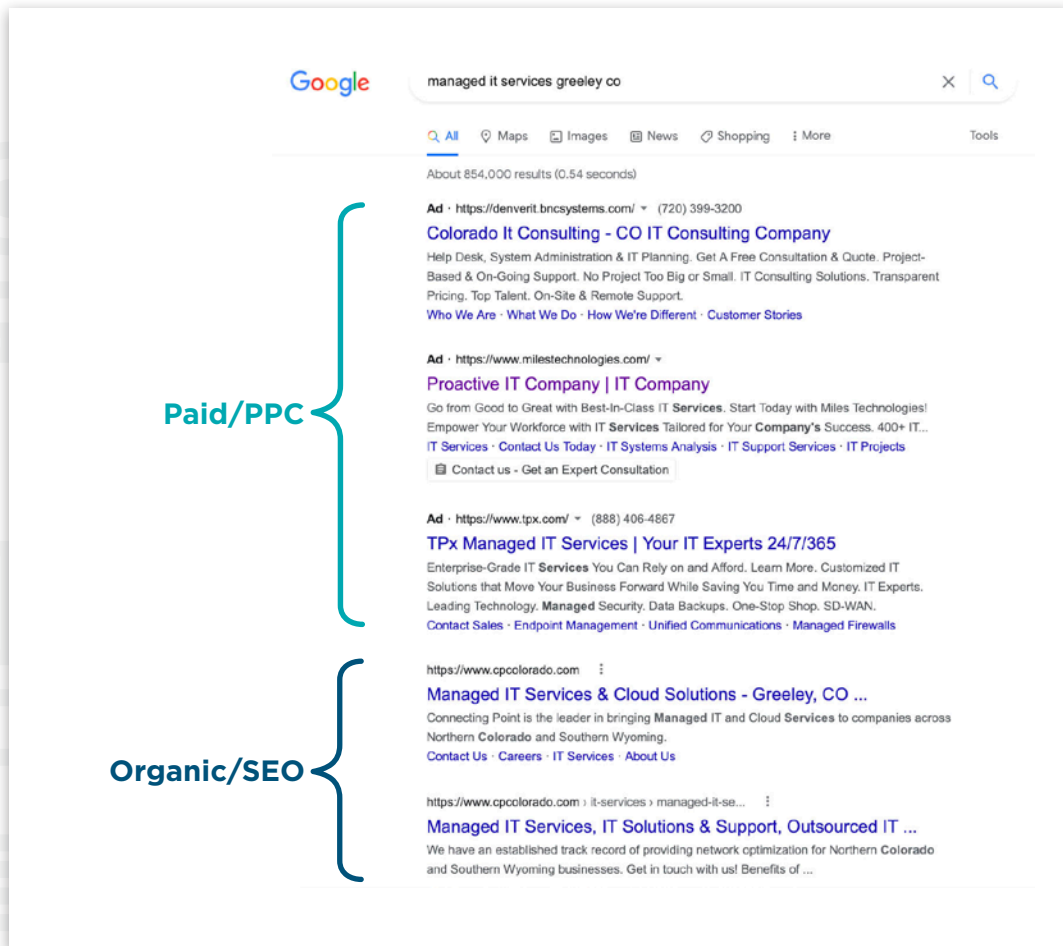 Google
managed it services greeley co
All Maps Images News Shopping More Tools
About 854,000 results (0.54 seconds)
Paid/PPC
Ad · https://denverit.bncsystems.com/ (720) 399-3200
Colorado It Consulting - CO IT Consulting Company
Help Desk, System Administration & IT Planning. Get A Free Consultation & Quote. Project-
Based & On-Going Support. No Project Too Big or Small. IT Consulting Solutions. Transparent
Pricing. Top Talent. On-Site & Remote Support.
Who We Are · What We Do · How We're Different · Customer Stories
Ad · https://www.milestechnologies.com/
Proactive IT Company | IT Company
Go from Good to Great with Best-In-Class IT Services. Start Today with Miles Technologies!
Empower Your Workforce with IT Services Tailored for Your Company's Success. 400+ IT...
IT Services · Contact Us Today · IT Systems Analysis · IT Support Services · IT Projects
Contact us - Get an Expert Consultation
Ad · https://www.tpx.com/ (888) 406-4867
TPx Managed IT Services | Your IT Experts 24/7/365
Enterprise-Grade IT Services You Can Rely on and Afford. Learn More. Customized IT
Solutions that Move Your Business Forward While Saving You Time and Money. IT Experts.
Leading Technology. Managed Security. Data Backups. One-Stop Shop. SD-WAN.
Contact Sales · Endpoint Management · Unified Communications · Managed Firewalls
Organic/SEO
https://www.cpcolorado.com
Managed IT Services & Cloud Solutions - Greeley, CO ...
Connecting Point is the leader in bringing Managed IT and Cloud Services to companies across
Northern Colorado and Southern Wyoming.
Contact Us · Careers · IT Services · About Us
https://www.cpcolorado.com › it-services › managed-it-se...
Managed IT Services, IT Solutions & Support, Outsourced IT ...
We have an established track record of providing network optimization for Northern Colorado
and Southern Wyoming businesses. Get in touch with us! Benefits of ...